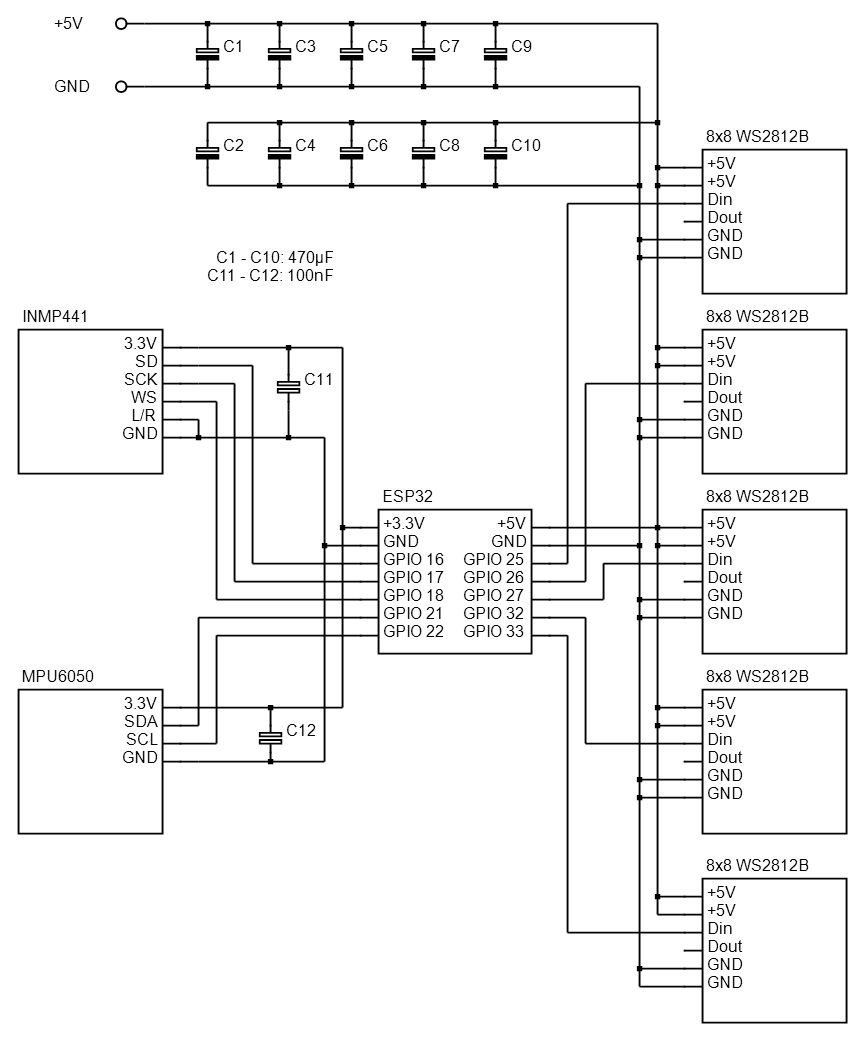 +5V
C1 C3 C5 C7 C9
GND
8x8 WS2812B
C2 C4 C6 C8 C10
+5V
+5V
Din
Dout
GND
GND
C1 - C10: 470µF
C11 - C12: 100nF
INMP441
3.3V
SD
SCK
WS
L/R
GND
C11
8x8 WS2812B
+5V
+5V
Din
Dout
GND
GND
ESP32
+3.3V +5V
GND GND
GPIO 16 GPIO 25
GPIO 17 GPIO 26
GPIO 18 GPIO 27
GPIO 21 GPIO 32
GPIO 22 GPIO 33
8x8 WS2812B
+5V
+5V
Din
Dout
GND
GND
MPU6050
3.3V
SDA
SCL
GND
C12
8x8 WS2812B
+5V
+5V
Din
Dout
GND
GND
8x8 WS2812B
+5V
+5V
Din
Dout
GND
GND